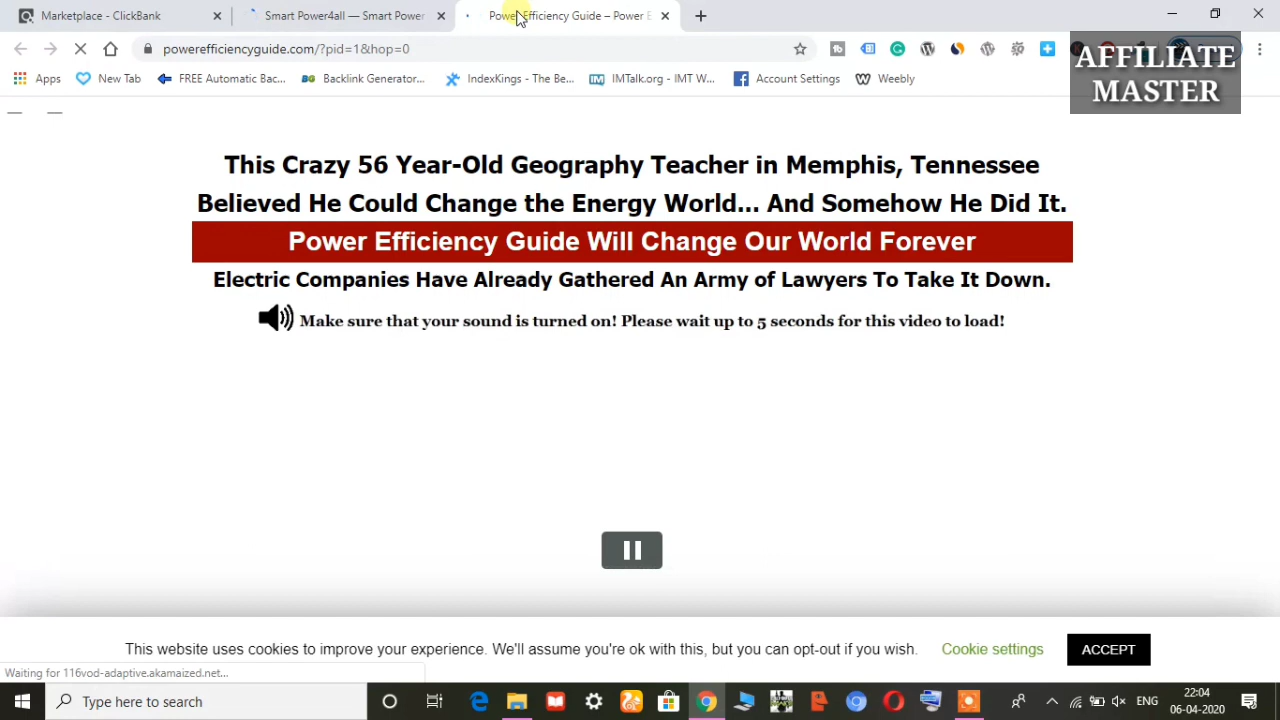 Marketplace - ClickBank
Smart Power4all — Smart Power
Power Efficiency Guide – Power E
powerefficiencyguide.com/?pid=1&hop=0
Apps
New Tab
FREE Automatic Bac...
Backlink Generator...
IndexKings - The Be...
IMTalk.org - IMT W...
Account Settings
Weebly
AFFILIATE
MASTER
This Crazy 56 Year-Old Geography Teacher in Memphis, Tennessee
Believed He Could Change the Energy World... And Somehow He Did It.
Power Efficiency Guide Will Change Our World Forever
Electric Companies Have Already Gathered An Army of Lawyers To Take It Down.
Make sure that your sound is turned on! Please wait up to 5 seconds for this video to load!
This website uses cookies to improve your experience. We'll assume you're ok with this, but you can opt-out if you wish.
Cookie settings
ACCEPT
Waiting for 116vod-adaptive.akamaized.net...
Type here to search
ENG
22:04
06-04-2020